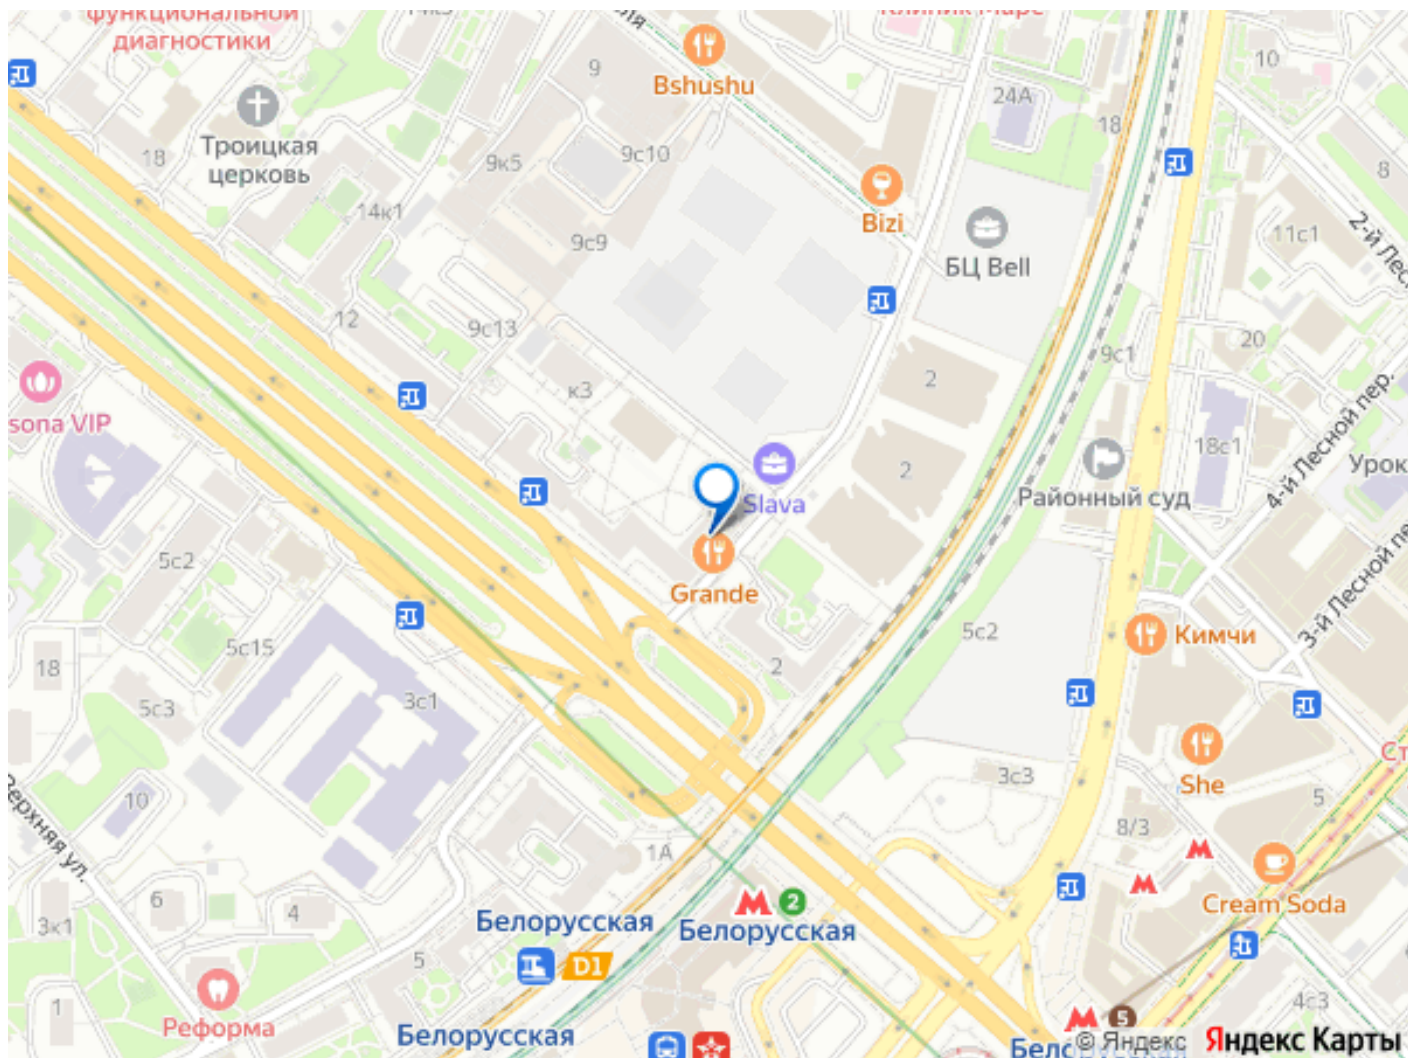 функциональной
диагностики
Bshushu
9
24А
10
18
Троицкая
церковь
18
9к5
9с10
8
14к1
Bizi
9с9
11с1
2-й
БЦ Bell
12
9с13
20
9с1
sona VIP
к3
2
4-й Лесной пер.
18с1
2
Районный суд
Slava
5с2
Grande
5с2
3-й Лесной
Кимчи
5с15
18
2
3с1
5с3
She
3с3
5
10
8/3
1А
6
4
Cream Soda
2
Белорусская
Белорусская
3к1
5
D1
1
4с3
Реформа
Белорусская
5
© Яндекс
Яндекс Карты